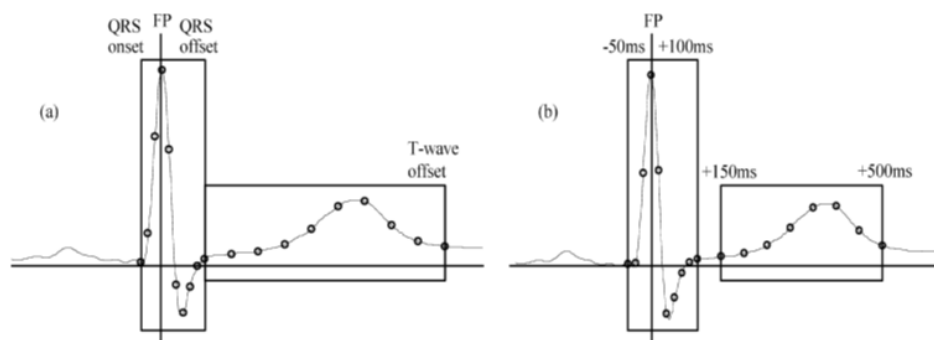 QRS onset
FP
QRS offset
(a)
T-wave offset
FP
-50ms
+100ms
(b)
+150ms
+500ms